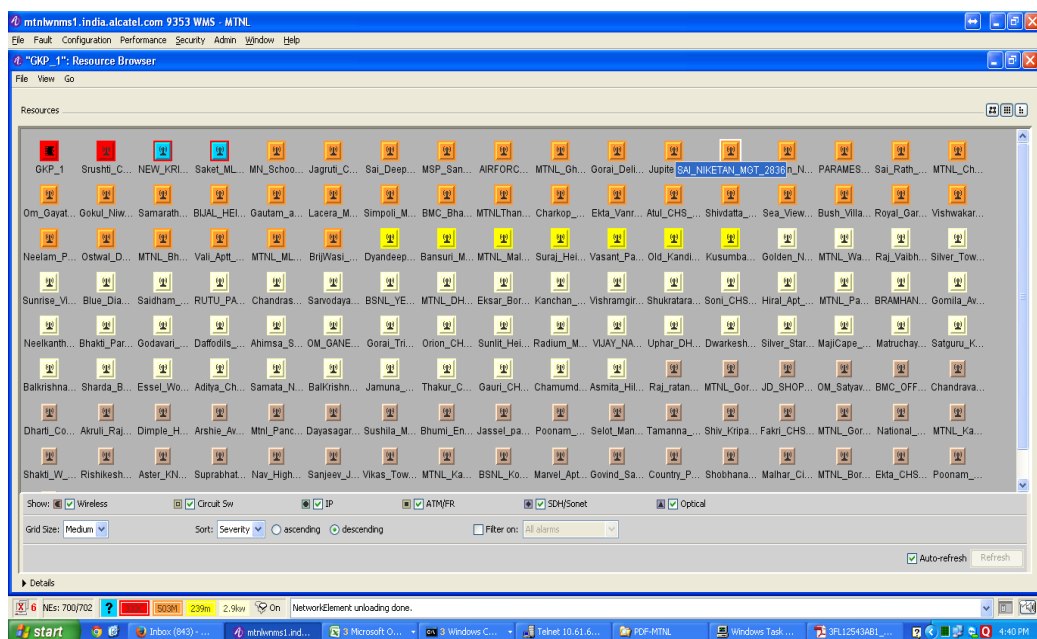 mtnlwnms1.india.alcatel.com 9353 WMS - MTNL
File Fault Configuration Performance Security Admin Window Help
"GKP_1": Resource Browser
File View Go
Resources
GKP_1 Srushti_C... NEW_KRI... Saket_ML... MN_Schoo... Jagruti_C... Sai_Deep... MSP_San... AIRFORC... MTNL_Gh... Gorai_Deli... Jupite SAI_NIKETAN_MGT_2836 n_N... PARAMES... Sai_Rath_... MTNL_Ch...
Om_Gayat... Gokul_Niw... Samarath... BIJAL_HEI... Gautam_a... Lacera_M... Simpoli_M... BMC_Bha... MTNLThan... Charkop_... Ekta_Vanr... Atul_CHS_... Shivdatta_... Sea_View... Bush_Villa... Royal_Gar... Vishwakar...
Neelam_P... Ostwal_D... MTNL_Bh... Vali_Aptt_... MTNL_ML... BrijWasi_... Dyandeep... Bansuri_M... MTNL_Mal... Suraj_Hei... Vasant_Pa... Old_Kandi... Kusumba... Golden_N... MTNL_Wa... Raj_Vaibh... Silver_Tow...
Sunrise_Vi... Blue_Dia... Saidham_... RUTU_PA... Chandras... Sarvodaya... BSNL_YE... MTNL_DH... Eksar_Bor... Kanchan_... Vishramgir... Shukratara... Soni_CHS... Hiral_Apt_... MTNL_Pa... BRAMHAN... Gomila_Av...
Neelkanth... Bhakti_Par... Godavari_... Daffodils_... Ahimsa_S... OM_GANE... Gorai_Tri... Orion_CH... Sunlit_Hei... Radium_M... VIJAY_NA... Uphar_DH... Dwarkesh... Silver_Star... MajiCape_... Matruchay... Satguru_K...
Balkrishna... Sharda_B... Essel_Wo... Aditya_Ch... Samata_N... BalKrishn... Jamuna_... Thakur_C... Gauri_CH... Chamumd... Asmita_Hil... Raj_ratan... MTNL_Gor... JD_SHOP... OM_Satyav... BMC_OFF... Chandrava...
Dharti_Co... Akruli_Raj... Dimple_H... Arshie_Av... Mtnl_Panc... Dayasagar... Sushila_M... Bhumi_En... Jassel_pa... Poonam_... Selot_Man... Tamanna_... Shiv_Kripa... Fakri_CHS... MTNL_Gor... National_... MTNL_Ka...
Shakti_W_... Rishikesh... Aster_KN... Suprabhat... Nav_High... Sanjeev_J... Vikas_Tow... MTNL_Ka... BSNL_Ko... Marvel_Apt... Govind_Sa... Country_P... Shobhana... Malhar_Ci... MTNL_Bor... Ekta_CHS... Poonam_...
Show: Wireless Circuit Sw IP ATM/FR SDH/Sonet Optical
Grid Size: Medium Sort: Severity ascending descending Filter on: All alarms
Auto-refresh Refresh
Details
6 NEs: 700/702 ? 503M 239m 2.9kw On NetworkElement unloading done.
start Inbox (843) - ... mtnlwnms1.ind... 3 Microsoft O... 3 Windows C... Telnet 10.61.6... PDF-MTNL Windows Task ... 3FL12543AB1_... 4:40 PM